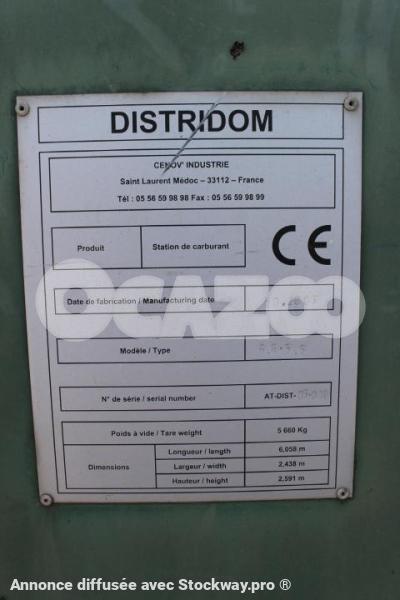 DISTRIDOM
CENOV' INDUSTRIE
Saint Laurent Médoc – 33112 – France
Tél : 05 56 59 98 98 Fax : 05 56 59 98 99
Produit Station de carburant
CE
Date de fabrication / Manufacturing date
OCAZOO
Modèle / Type
N° de série / serial number AT-DIST-
Poids à vide / Tare weight 5 660 Kg
Dimensions
Longueur / length 6,058 m
Largeur / width 2,438 m
Hauteur / height 2,591 m
Annonce diffusée avec Stockway.pro ®